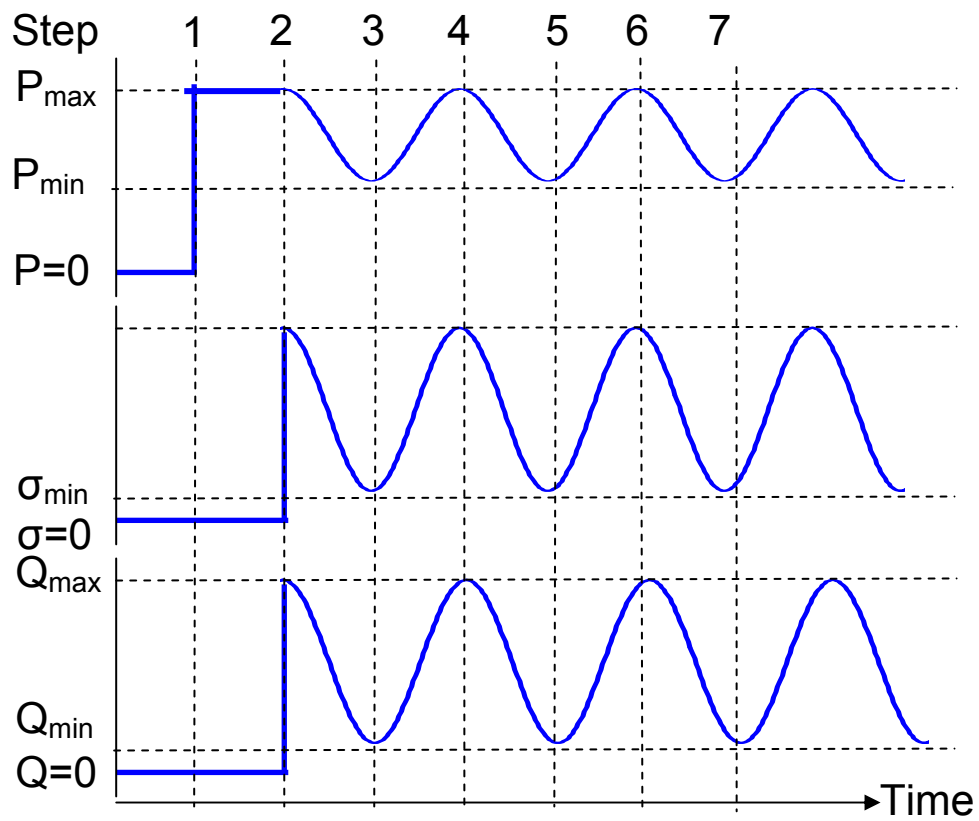 Step 1 2 3 4 5 6 7
Pmax
Pmin
P=0
σmin
σ=0
Qmax
Qmin
Q=0
Time